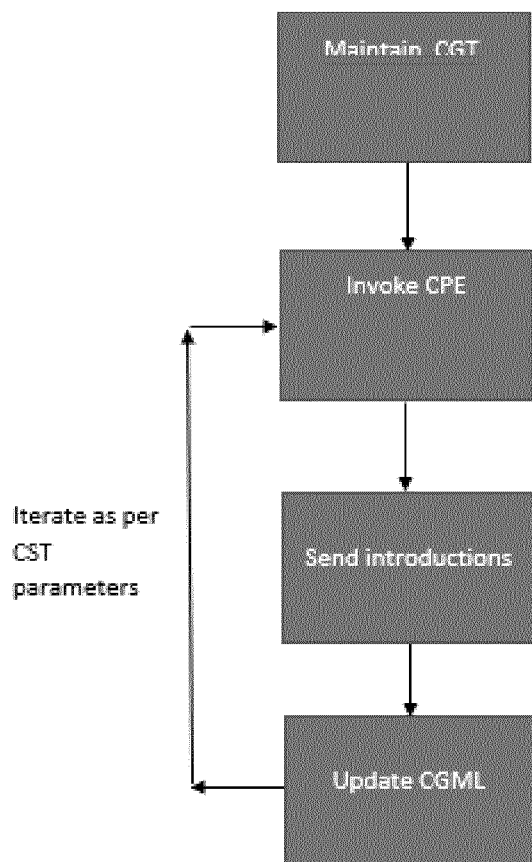 Maintain CGT
Invoke CPE
Iterate as per
CST
parameters
Send introductions
Update CGML